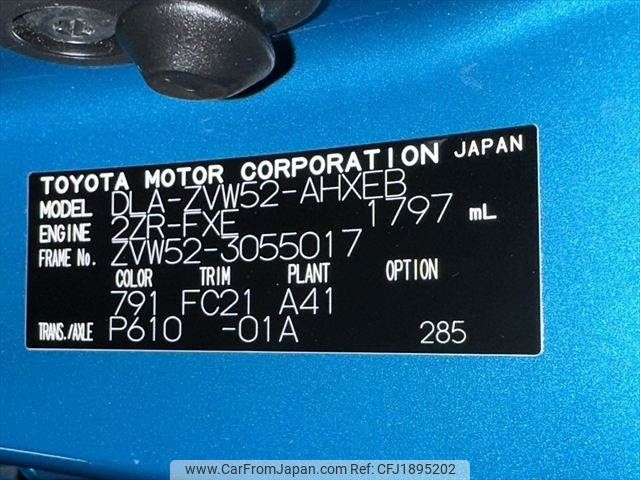 TOYOTA MOTOR CORPORATION JAPAN
MODEL DLA-ZVW52-AHXEB
ENGINE 2ZR-FXE 1797 mL
FRAME No. ZVW52-3055017
COLOR TRIM PLANT OPTION
791 FC21 A41
TRANS./AXLE P610 -01A 285
www.CarFromJapan.com Ref:CFJ1895202